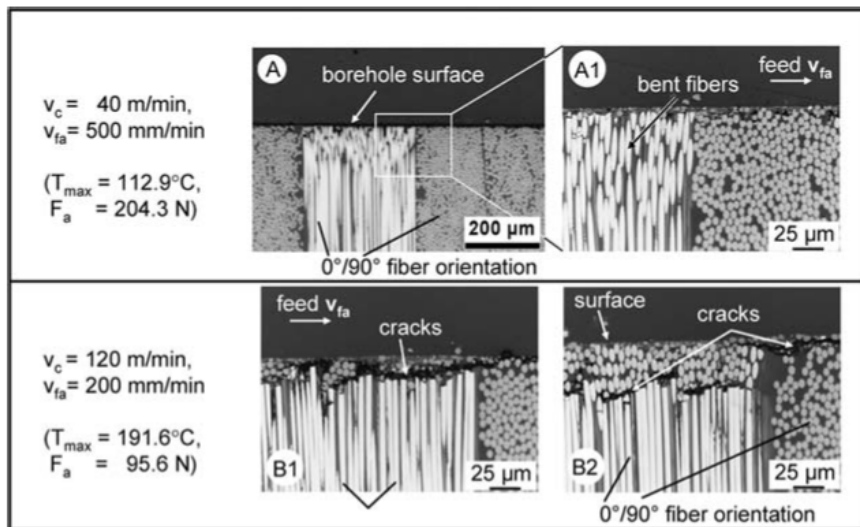 v_c = 40 m/min,
v_fa = 500 mm/min
(T_max = 112.9°C,
F_a = 204.3 N)
A
borehole surface
200 µm
0°/90° fiber orientation
A1
feed v_fa
bent fibers
25 µm
v_c = 120 m/min,
v_fa = 200 mm/min
(T_max = 191.6°C,
F_a = 95.6 N)
feed v_fa
cracks
B1
25 µm
surface
cracks
B2
25 µm
0°/90° fiber orientation